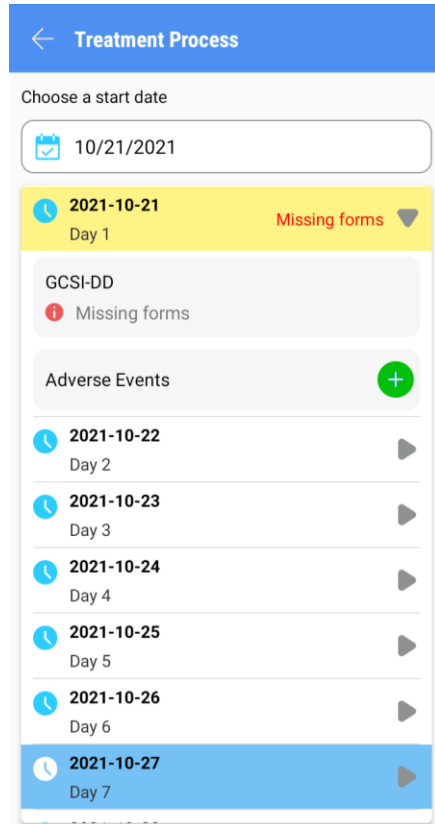 Treatment Process
Choose a start date
10/21/2021
2021-10-21
Day 1
Missing forms
GCSI-DD
Missing forms
Adverse Events
2021-10-22
Day 2
2021-10-23
Day 3
2021-10-24
Day 4
2021-10-25
Day 5
2021-10-26
Day 6
2021-10-27
Day 7